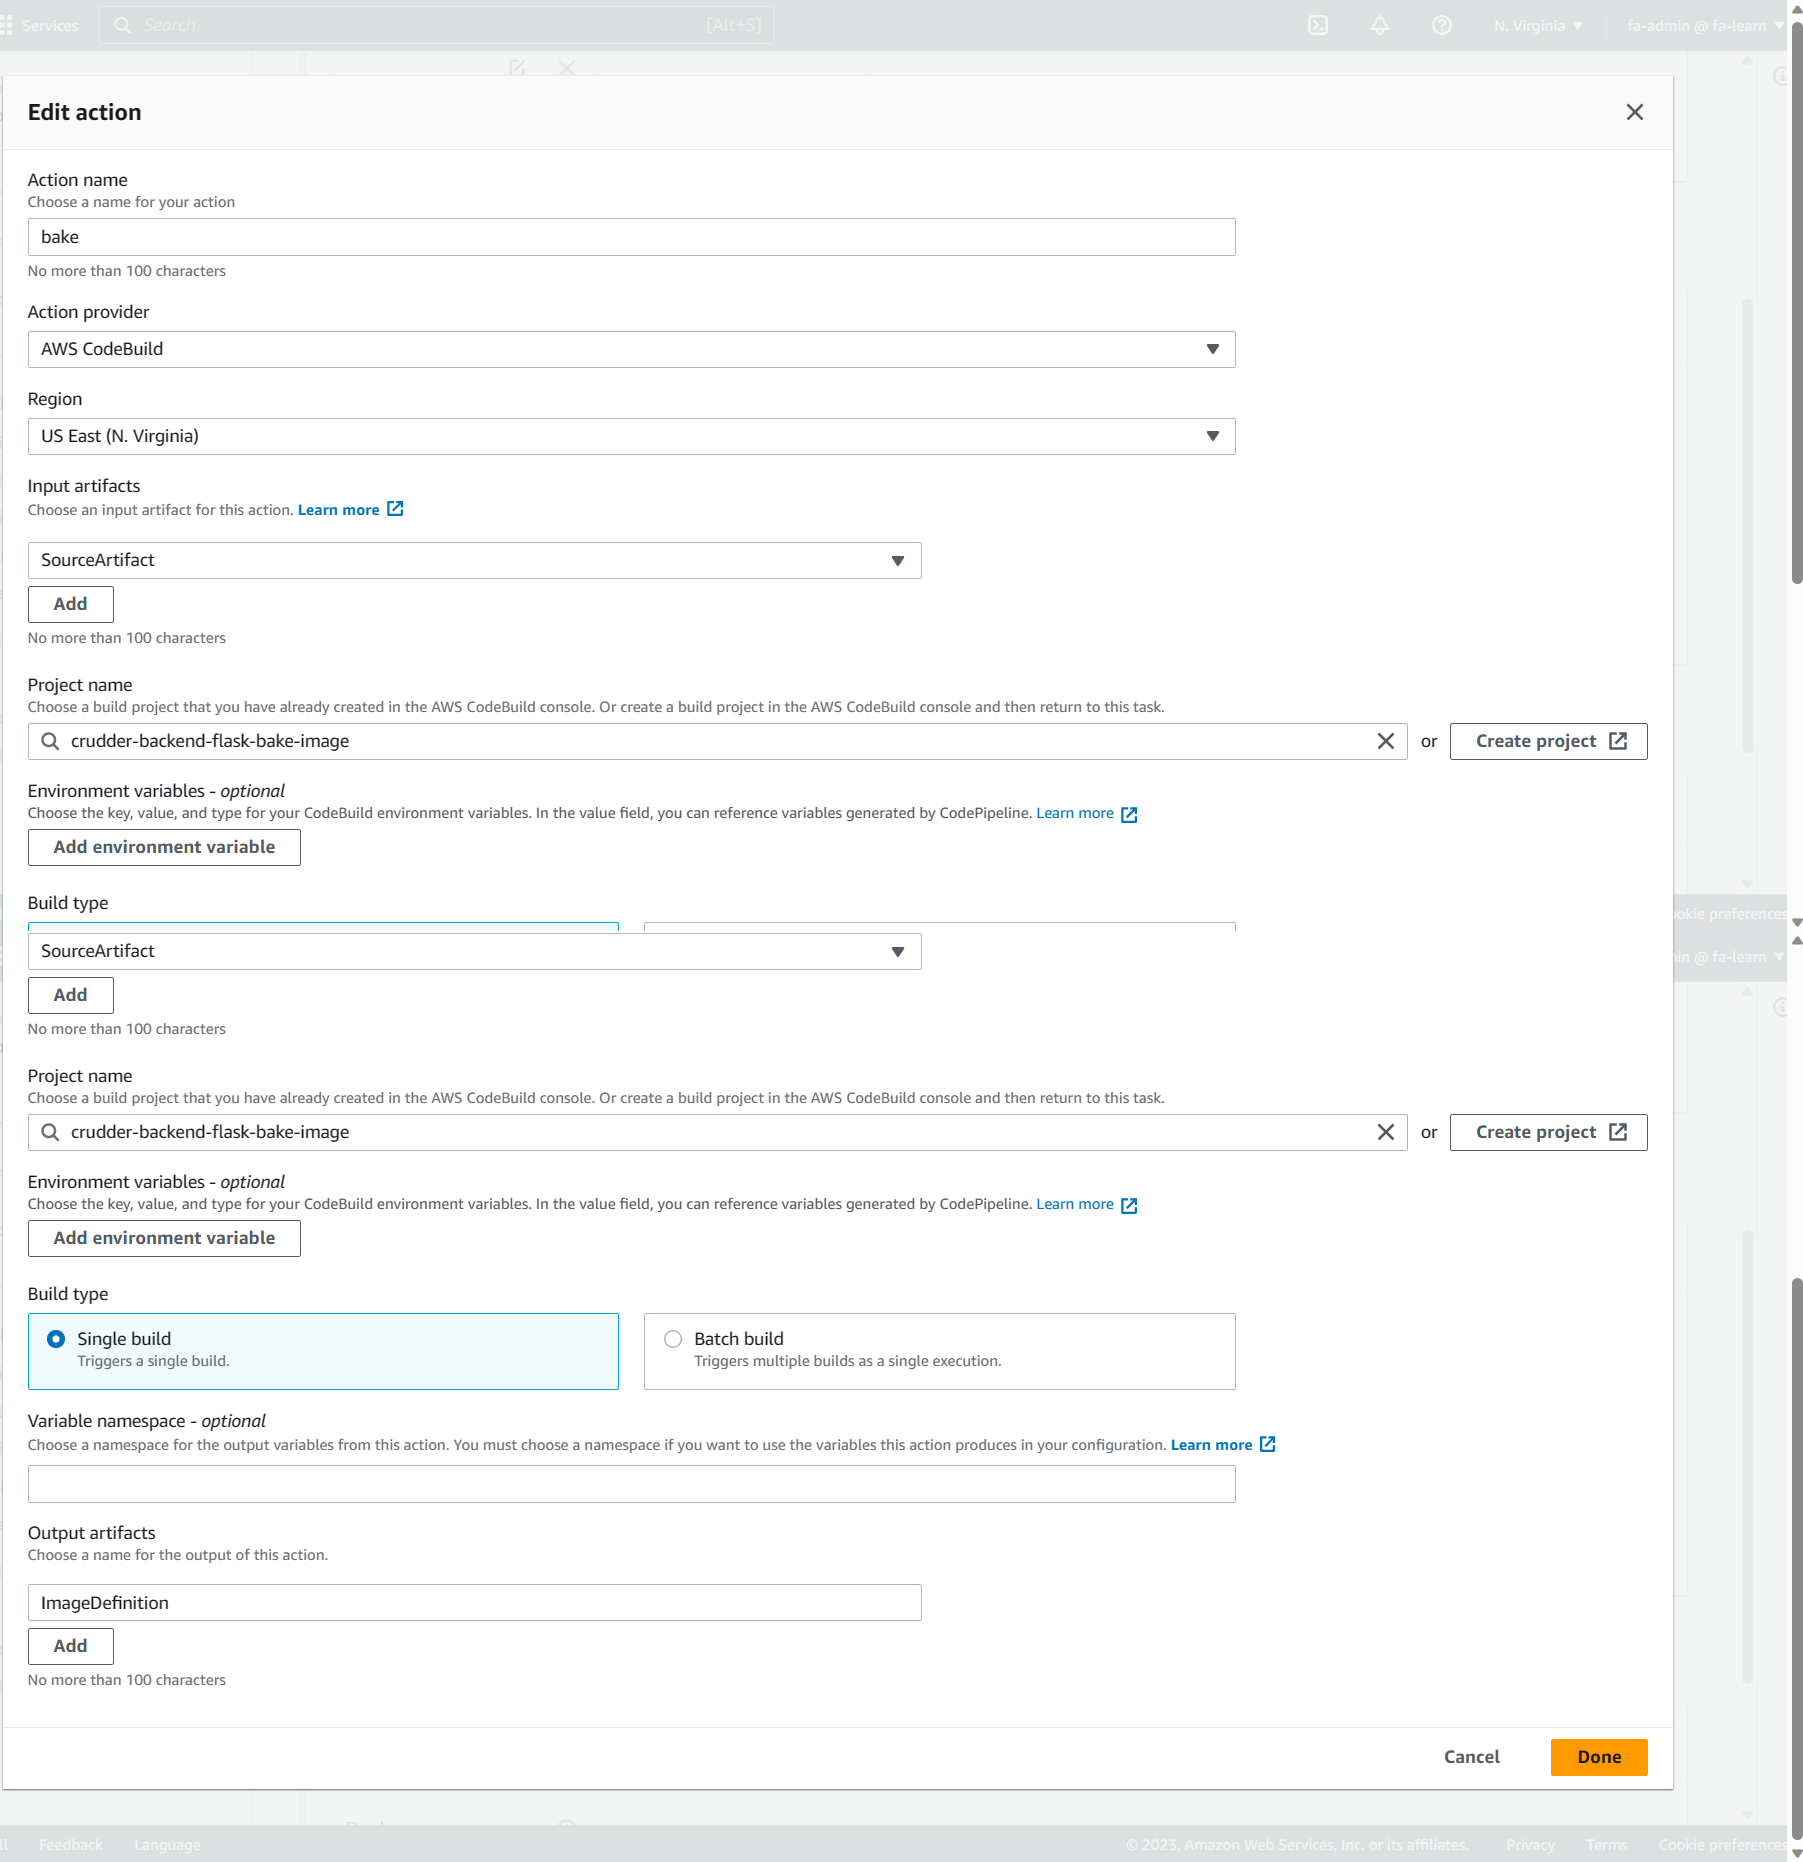 Services
Search
[Alt+S]
N. Virginia
fa-admin @ fa-learn
Edit action
Action name
Choose a name for your action
bake
No more than 100 characters
Action provider
AWS CodeBuild
Region
US East (N. Virginia)
Input artifacts
Choose an input artifact for this action. Learn more
SourceArtifact
Add
No more than 100 characters
Project name
Choose a build project that you have already created in the AWS CodeBuild console. Or create a build project in the AWS CodeBuild console and then return to this task.
crudder-backend-flask-bake-image
or
Create project
Environment variables - optional
Choose the key, value, and type for your CodeBuild environment variables. In the value field, you can reference variables generated by CodePipeline. Learn more
Add environment variable
Build type
ookie preferences
SourceArtifact
in @ fa-learn
Add
No more than 100 characters
Project name
Choose a build project that you have already created in the AWS CodeBuild console. Or create a build project in the AWS CodeBuild console and then return to this task.
crudder-backend-flask-bake-image
or
Create project
Environment variables - optional
Choose the key, value, and type for your CodeBuild environment variables. In the value field, you can reference variables generated by CodePipeline. Learn more
Add environment variable
Build type
Single build
Triggers a single build.
Batch build
Triggers multiple builds as a single execution.
Variable namespace - optional
Choose a namespace for the output variables from this action. You must choose a namespace if you want to use the variables this action produces in your configuration. Learn more
Output artifacts
Choose a name for the output of this action.
ImageDefinition
Add
No more than 100 characters
Cancel
Done
Feedback
Language
© 2023, Amazon Web Services, Inc. or its affiliates.
Privacy
Terms
Cookie preferences